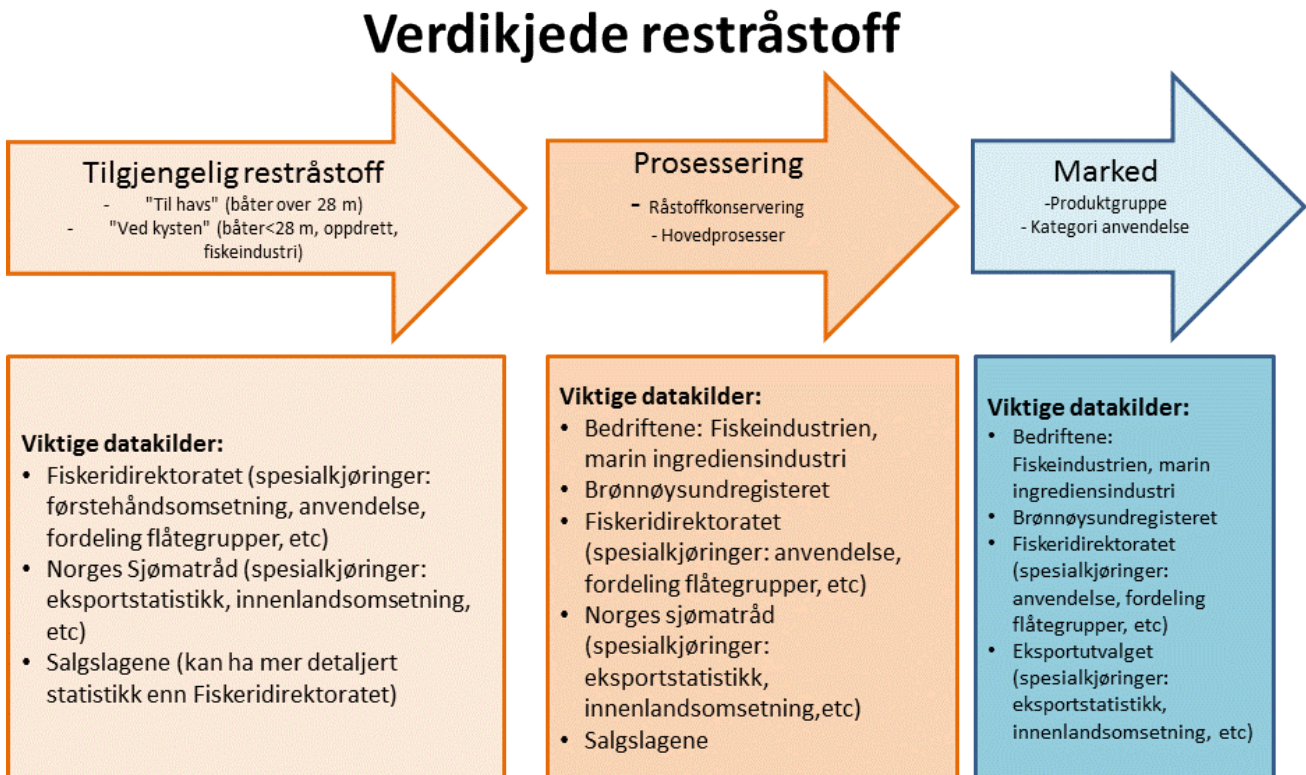 Verdikjede restråstoff
Tilgjengelig restråstoff
- "Til havs" (båter over 28 m)
- "Ved kysten" (båter<28 m, oppdrett,
fiskeindustri)
Prosessering
- Råstoffkonservering
- Hovedprosesser
Marked
-Produktgruppe
- Kategori anvendelse
Viktige datakilder:
• Fiskeridirektoratet (spesialkjøringer:
førstehåndsomsetning, anvendelse,
fordeling flåtegrupper, etc)
• Norges Sjømatråd (spesialkjøringer:
eksportstatistikk, innenlandsomsetning,
etc)
• Salgslagene (kan ha mer detaljert
statistikk enn Fiskeridirektoratet)
Viktige datakilder:
• Bedriftene: Fiskeindustrien,
marin ingrediensindustri
• Brønnøysundregisteret
• Fiskeridirektoratet
(spesialkjøringer: anvendelse,
fordeling flåtegrupper, etc)
• Norges sjømatråd
(spesialkjøringer:
eksportstatistikk,
innenlandsomsetning,etc)
• Salgslagene
Viktige datakilder:
• Bedriftene:
Fiskeindustrien, marin
ingrediensindustri
• Brønnøysundregisteret
• Fiskeridirektoratet
(spesialkjøringer:
anvendelse, fordeling
flåtegrupper, etc)
• Eksportutvalget
(spesialkjøringer:
eksportstatistikk,
innenlandsomsetning, etc)